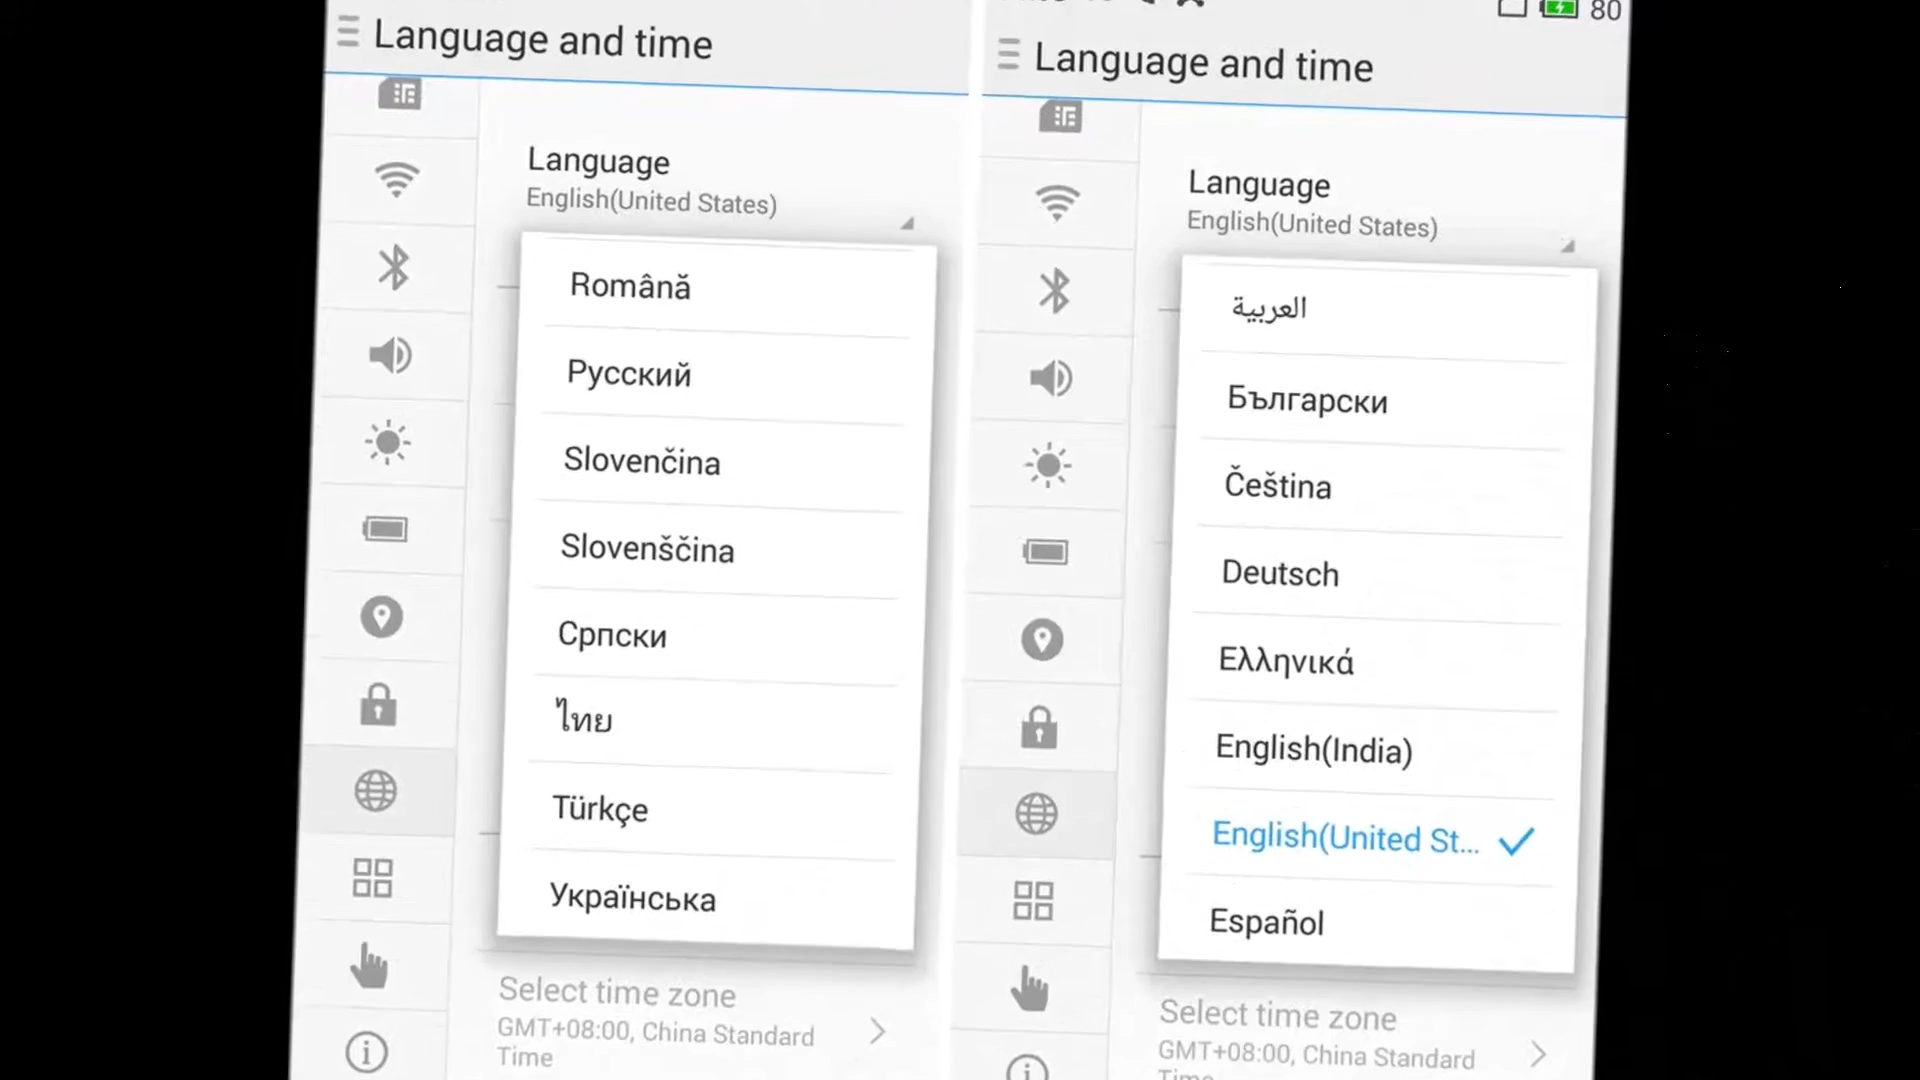 Language and time
Language
English(United States)
Română
Русский
Slovenčina
Slovenščina
Српски
ไทย
Türkçe
Українська
Select time zone
GMT+08:00, China Standard
Time
80
Language and time
Language
English(United States)
العربية
Български
Čeština
Deutsch
Ελληνικά
English(India)
English(United St...
Español
Select time zone
GMT+08:00, China Standard
Time